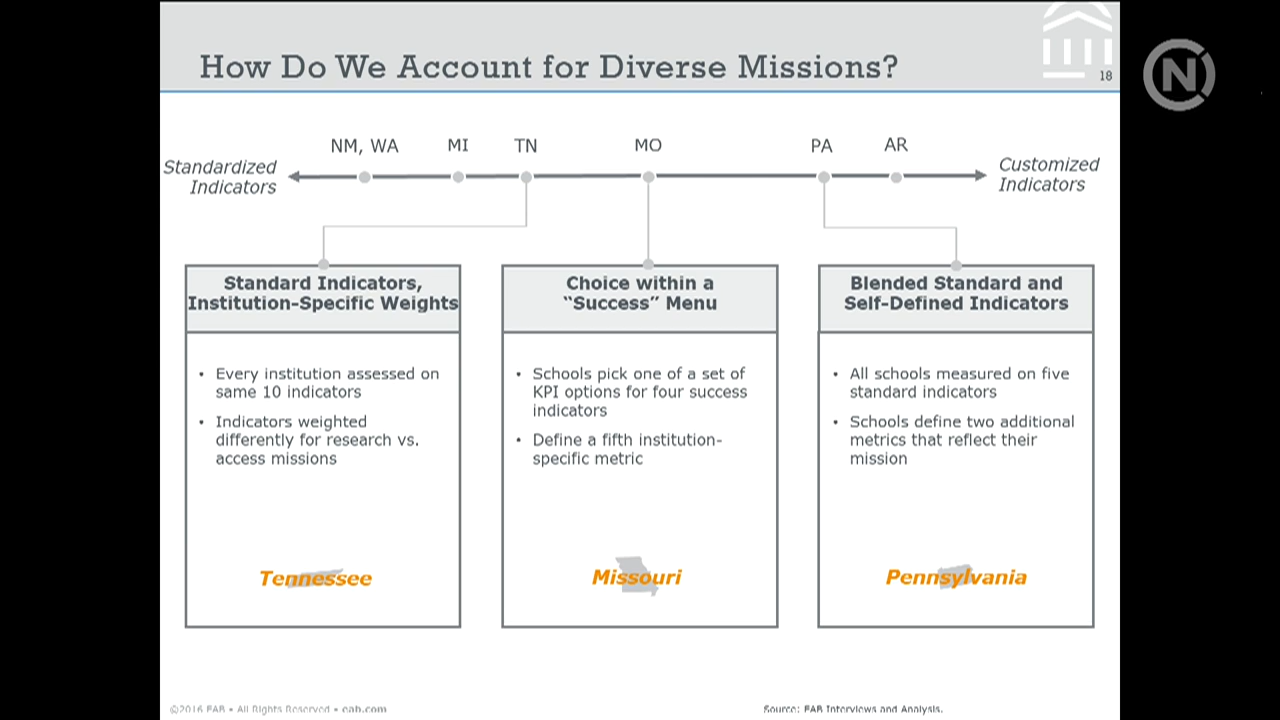 How Do We Account for Diverse Missions?
18
N
NM, WA
MI
TN
MO
PA
AR
Standardized
Indicators
Customized
Indicators
Standard Indicators,
Institution-Specific Weights
• Every institution assessed on
same 10 indicators
• Indicators weighted
differently for research vs.
access missions
Tennessee
Choice within a
“Success” Menu
• Schools pick one of a set of
KPI options for four success
indicators
• Define a fifth institution-
specific metric
Missouri
Blended Standard and
Self-Defined Indicators
• All schools measured on five
standard indicators
• Schools define two additional
metrics that reflect their
mission
Pennsylvania
©2016 EAB • All Rights Reserved • eab.com
Source: EAB Interviews and Analysis.